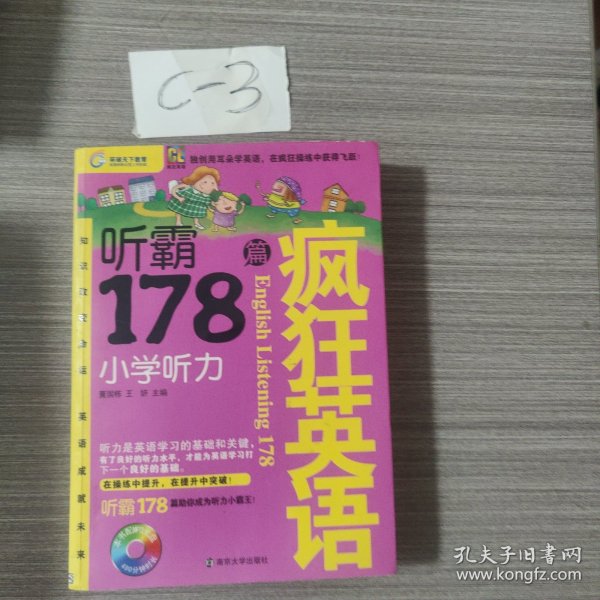 C-3
突破天下教育
独创用耳朵学英语，在疯狂操练中获得飞跃！
听霸
178
篇
小学听力
疯狂英语
English Listening 178
黄国栋 王 妍 主编
知识改变命运 英语成就未来
听力是英语学习的基础和关键，
有了良好的听力水平，才能为英语学习打
下一个良好的基础。
在操练中提升，在提升中突破！
听霸178篇助你成为听力小霸王！
南京大学出版社
孔夫子旧书网
www.kongfz.com